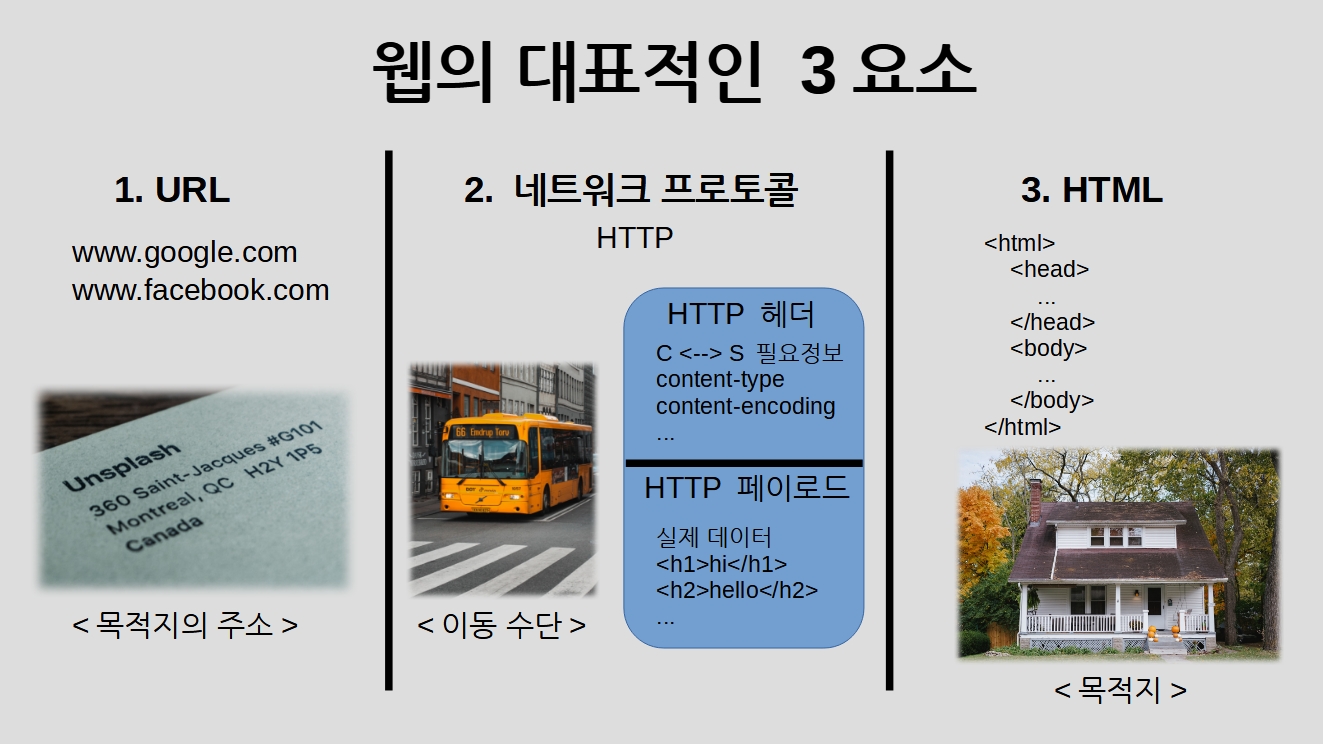 웹의 대표적인 3 요소
1. URL
www.google.com
www.facebook.com
Unsplash
360 Saint-Jacques #G101
Montreal, QC H2Y 1P5
Canada
< 목적지의 주소 >
2. 네트워크 프로토콜
HTTP
66 Emdrup Torv
< 이동 수단 >
HTTP 헤더
C <--> S 필요정보
content-type
content-encoding
...
HTTP 페이로드
실제 데이터
<h1>hi</h1>
<h2>hello</h2>
...
3. HTML
<html>
<head>
...
</head>
<body>
...
</body>
</html>
< 목적지 >